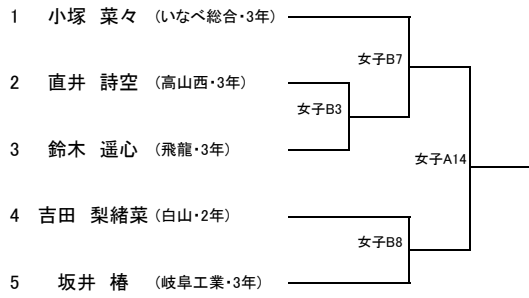 1 小塚 菜々 (いなべ総合・3年)
女子B7
2 直井 詩空 (高山西・3年)
女子B3
3 鈴木 遥心 (飛龍・3年)
女子A14
4 吉田 梨緒菜 (白山・2年)
女子B8
5 坂井 椿 (岐阜工業・3年)